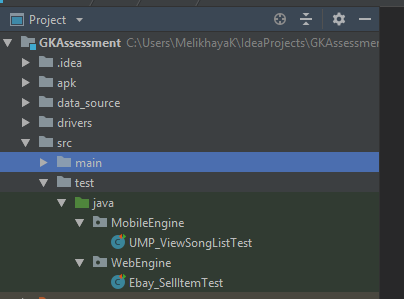 Project
GKAssessment C:\Users\MelikhayaK\IdeaProjects\GKAssessment
.idea
apk
data_source
drivers
src
main
test
java
MobileEngine
UMP_ViewSongListTest
WebEngine
Ebay_SellItemTest